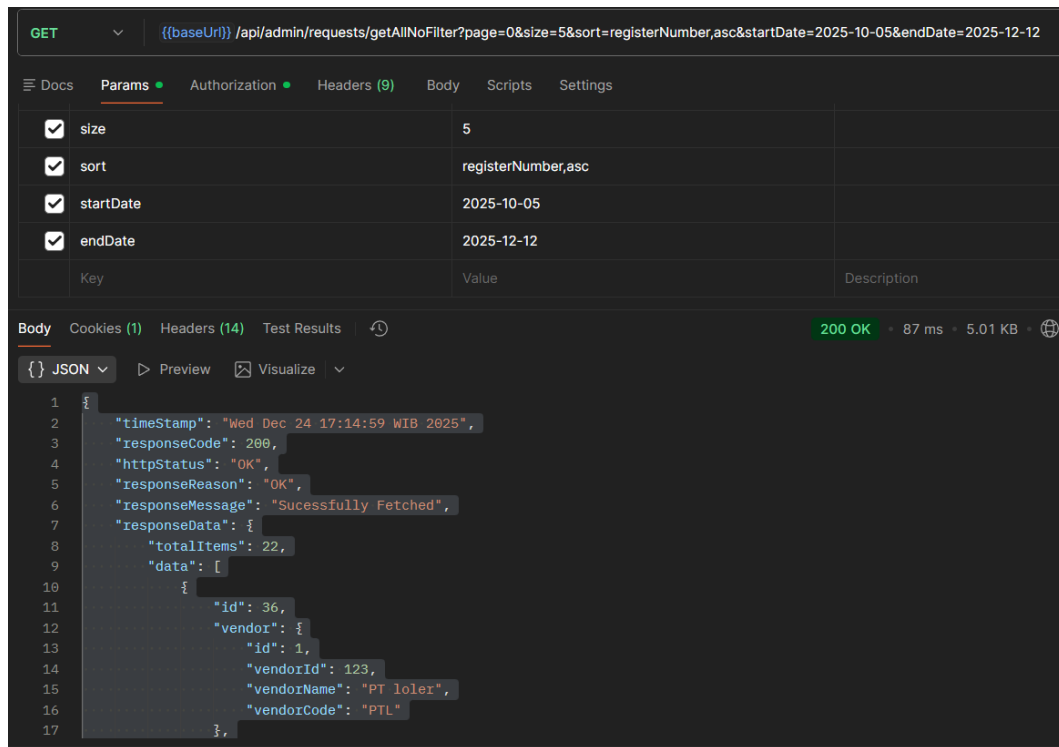 GET {{baseUrl}} /api/admin/requests/getAllNoFilter?page=0&size=5&sort=registerNumber,asc&startDate=2025-10-05&endDate=2025-12-12
Docs Params Authorization Headers (9) Body Scripts Settings
size 5
sort registerNumber,asc
startDate 2025-10-05
endDate 2025-12-12
Key Value Description
Body Cookies (1) Headers (14) Test Results 200 OK • 87 ms • 5.01 KB •
{} JSON Preview Visualize
1 {
2 "timeStamp": "Wed Dec 24 17:14:59 WIB 2025",
3 "responseCode": 200,
4 "httpStatus": "OK",
5 "responseReason": "OK",
6 "responseMessage": "Sucessfully Fetched",
7 "responseData": {
8 "totalItems": 22,
9 "data": [
10 {
11 "id": 36,
12 "vendor": {
13 "id": 1,
14 "vendorId": 123,
15 "vendorName": "PT loler",
16 "vendorCode": "PTL"
17 },